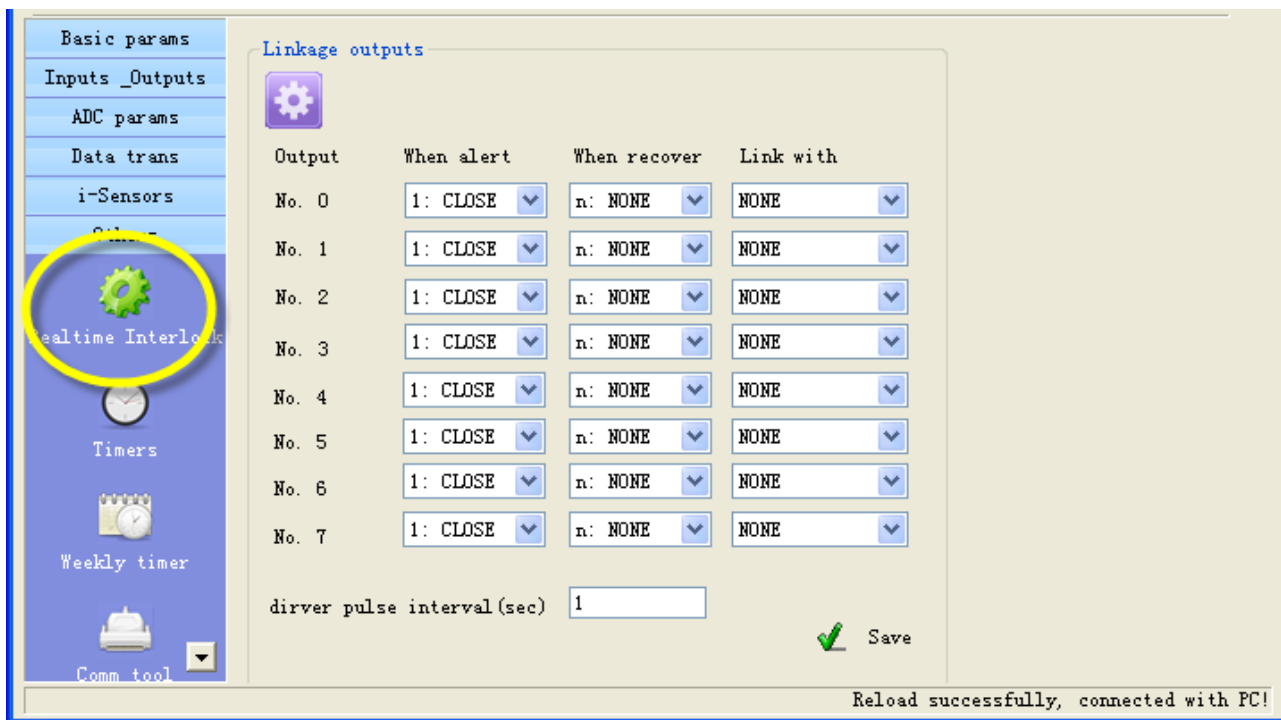 Basic params
Inputs _Outputs
ADC params
Data trans
i-Sensors
Realtime Interlock
Timers
Weekly timer
Comm tool
Linkage outputs
Output When alert When recover Link with
No. 0 1: CLOSE n: NONE NONE
No. 1 1: CLOSE n: NONE NONE
No. 2 1: CLOSE n: NONE NONE
No. 3 1: CLOSE n: NONE NONE
No. 4 1: CLOSE n: NONE NONE
No. 5 1: CLOSE n: NONE NONE
No. 6 1: CLOSE n: NONE NONE
No. 7 1: CLOSE n: NONE NONE
dirver pulse interval(sec) 1
Save
Reload successfully, connected with PC!